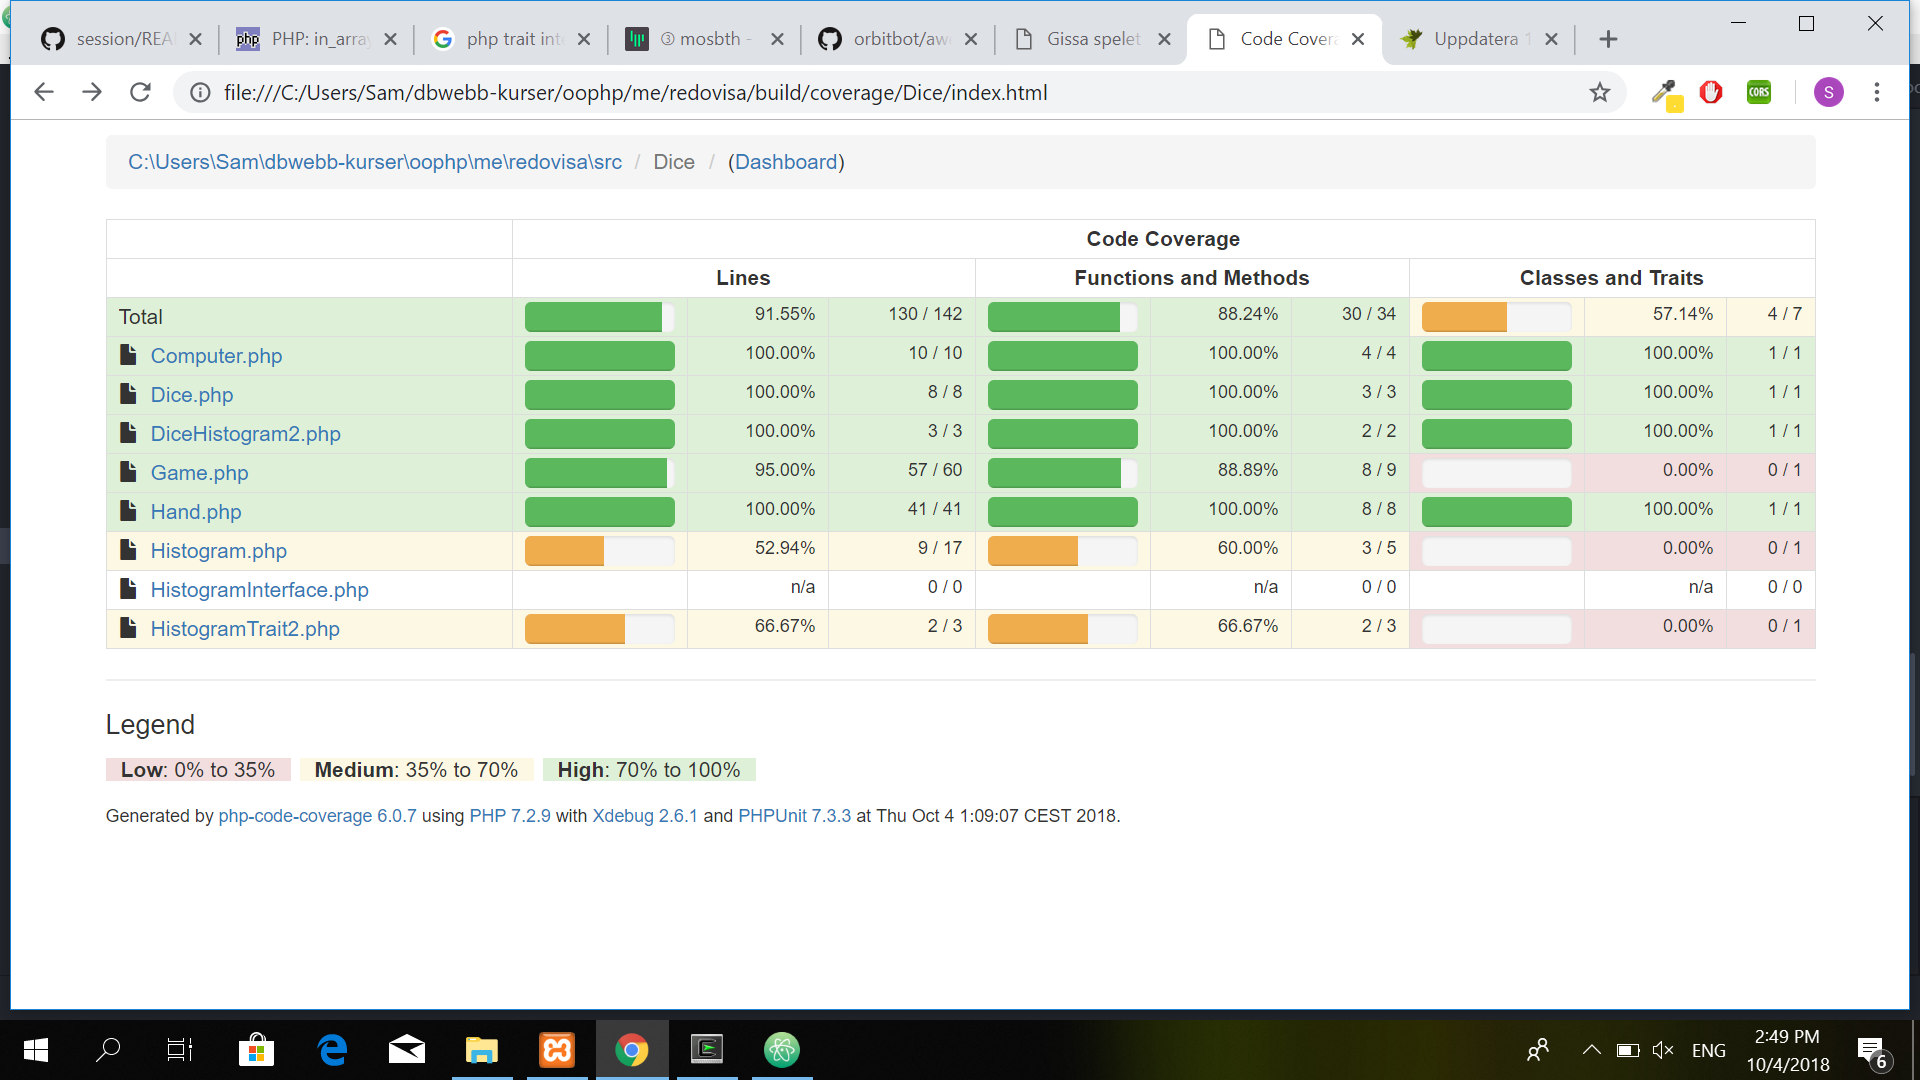 session/REA
PHP: in_array
php trait inte
③ mosbth -
orbitbot/awe
Gissa spelet
Code Covera
Uppdatera 1
file:///C:/Users/Sam/dbwebb-kurser/oophp/me/redovisa/build/coverage/Dice/index.html
CORS
S
C:\Users\Sam\dbwebb-kurser\oophp\me\redovisa\src / Dice / (Dashboard)
Code Coverage
Lines Functions and Methods Classes and Traits
Total 91.55% 130 / 142 88.24% 30 / 34 57.14% 4 / 7
Computer.php 100.00% 10 / 10 100.00% 4 / 4 100.00% 1 / 1
Dice.php 100.00% 8 / 8 100.00% 3 / 3 100.00% 1 / 1
DiceHistogram2.php 100.00% 3 / 3 100.00% 2 / 2 100.00% 1 / 1
Game.php 95.00% 57 / 60 88.89% 8 / 9 0.00% 0 / 1
Hand.php 100.00% 41 / 41 100.00% 8 / 8 100.00% 1 / 1
Histogram.php 52.94% 9 / 17 60.00% 3 / 5 0.00% 0 / 1
HistogramInterface.php n/a 0 / 0 n/a 0 / 0 n/a 0 / 0
HistogramTrait2.php 66.67% 2 / 3 66.67% 2 / 3 0.00% 0 / 1
Legend
Low: 0% to 35% Medium: 35% to 70% High: 70% to 100%
Generated by php-code-coverage 6.0.7 using PHP 7.2.9 with Xdebug 2.6.1 and PHPUnit 7.3.3 at Thu Oct 4 1:09:07 CEST 2018.
ENG
2:49 PM
10/4/2018
6